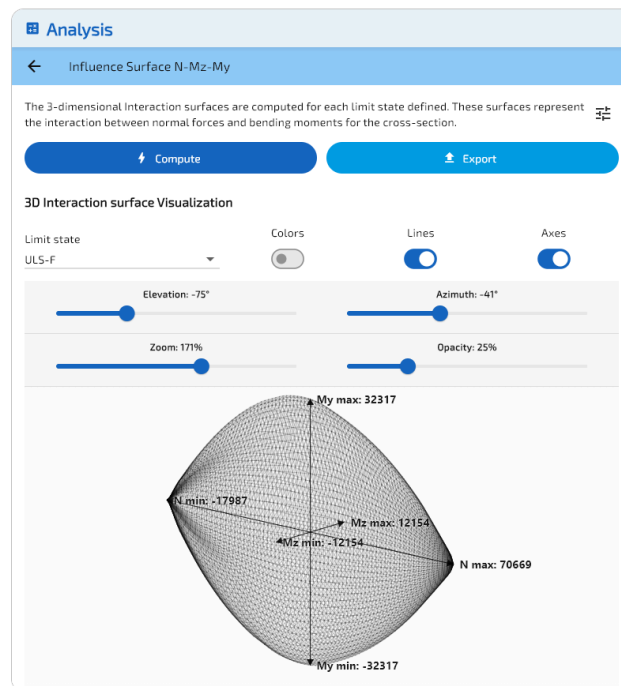 Analysis
Influence Surface N-Mz-My
The 3-dimensional Interaction surfaces are computed for each limit state defined. These surfaces represent
the interaction between normal forces and bending moments for the cross-section.
Compute
Export
3D Interaction surface Visualization
Limit state
Colors
Lines
Axes
ULS-F
Elevation: -75°
Azimuth: -41°
Zoom: 171%
Opacity: 25%
My max: 32317
N min: -17987
Mz max: 12154
Mz min: -12154
N max: 70669
My min: -32317